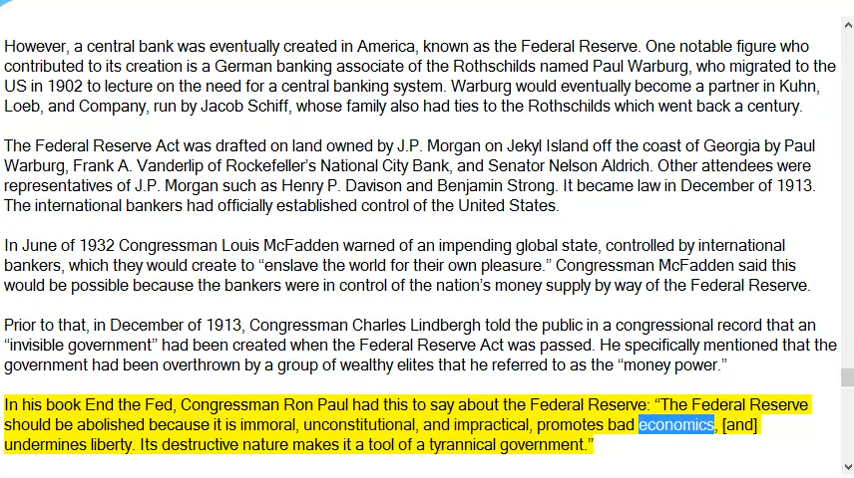 However, a central bank was eventually created in America, known as the Federal Reserve. One notable figure who
contributed to its creation is a German banking associate of the Rothschilds named Paul Warburg, who migrated to the
US in 1902 to lecture on the need for a central banking system. Warburg would eventually become a partner in Kuhn,
Loeb, and Company, run by Jacob Schiff, whose family also had ties to the Rothschilds which went back a century.
The Federal Reserve Act was drafted on land owned by J.P. Morgan on Jekyl Island off the coast of Georgia by Paul
Warburg, Frank A. Vanderlip of Rockefeller’s National City Bank, and Senator Nelson Aldrich. Other attendees were
representatives of J.P. Morgan such as Henry P. Davison and Benjamin Strong. It became law in December of 1913.
The international bankers had officially established control of the United States.
In June of 1932 Congressman Louis McFadden warned of an impending global state, controlled by international
bankers, which they would create to “enslave the world for their own pleasure.” Congressman McFadden said this
would be possible because the bankers were in control of the nation’s money supply by way of the Federal Reserve.
Prior to that, in December of 1913, Congressman Charles Lindbergh told the public in a congressional record that an
“invisible government” had been created when the Federal Reserve Act was passed. He specifically mentioned that the
government had been overthrown by a group of wealthy elites that he referred to as the “money power.”
In his book End the Fed, Congressman Ron Paul had this to say about the Federal Reserve: “The Federal Reserve
should be abolished because it is immoral, unconstitutional, and impractical, promotes bad economics, [and]
undermines liberty. Its destructive nature makes it a tool of a tyrannical government.”